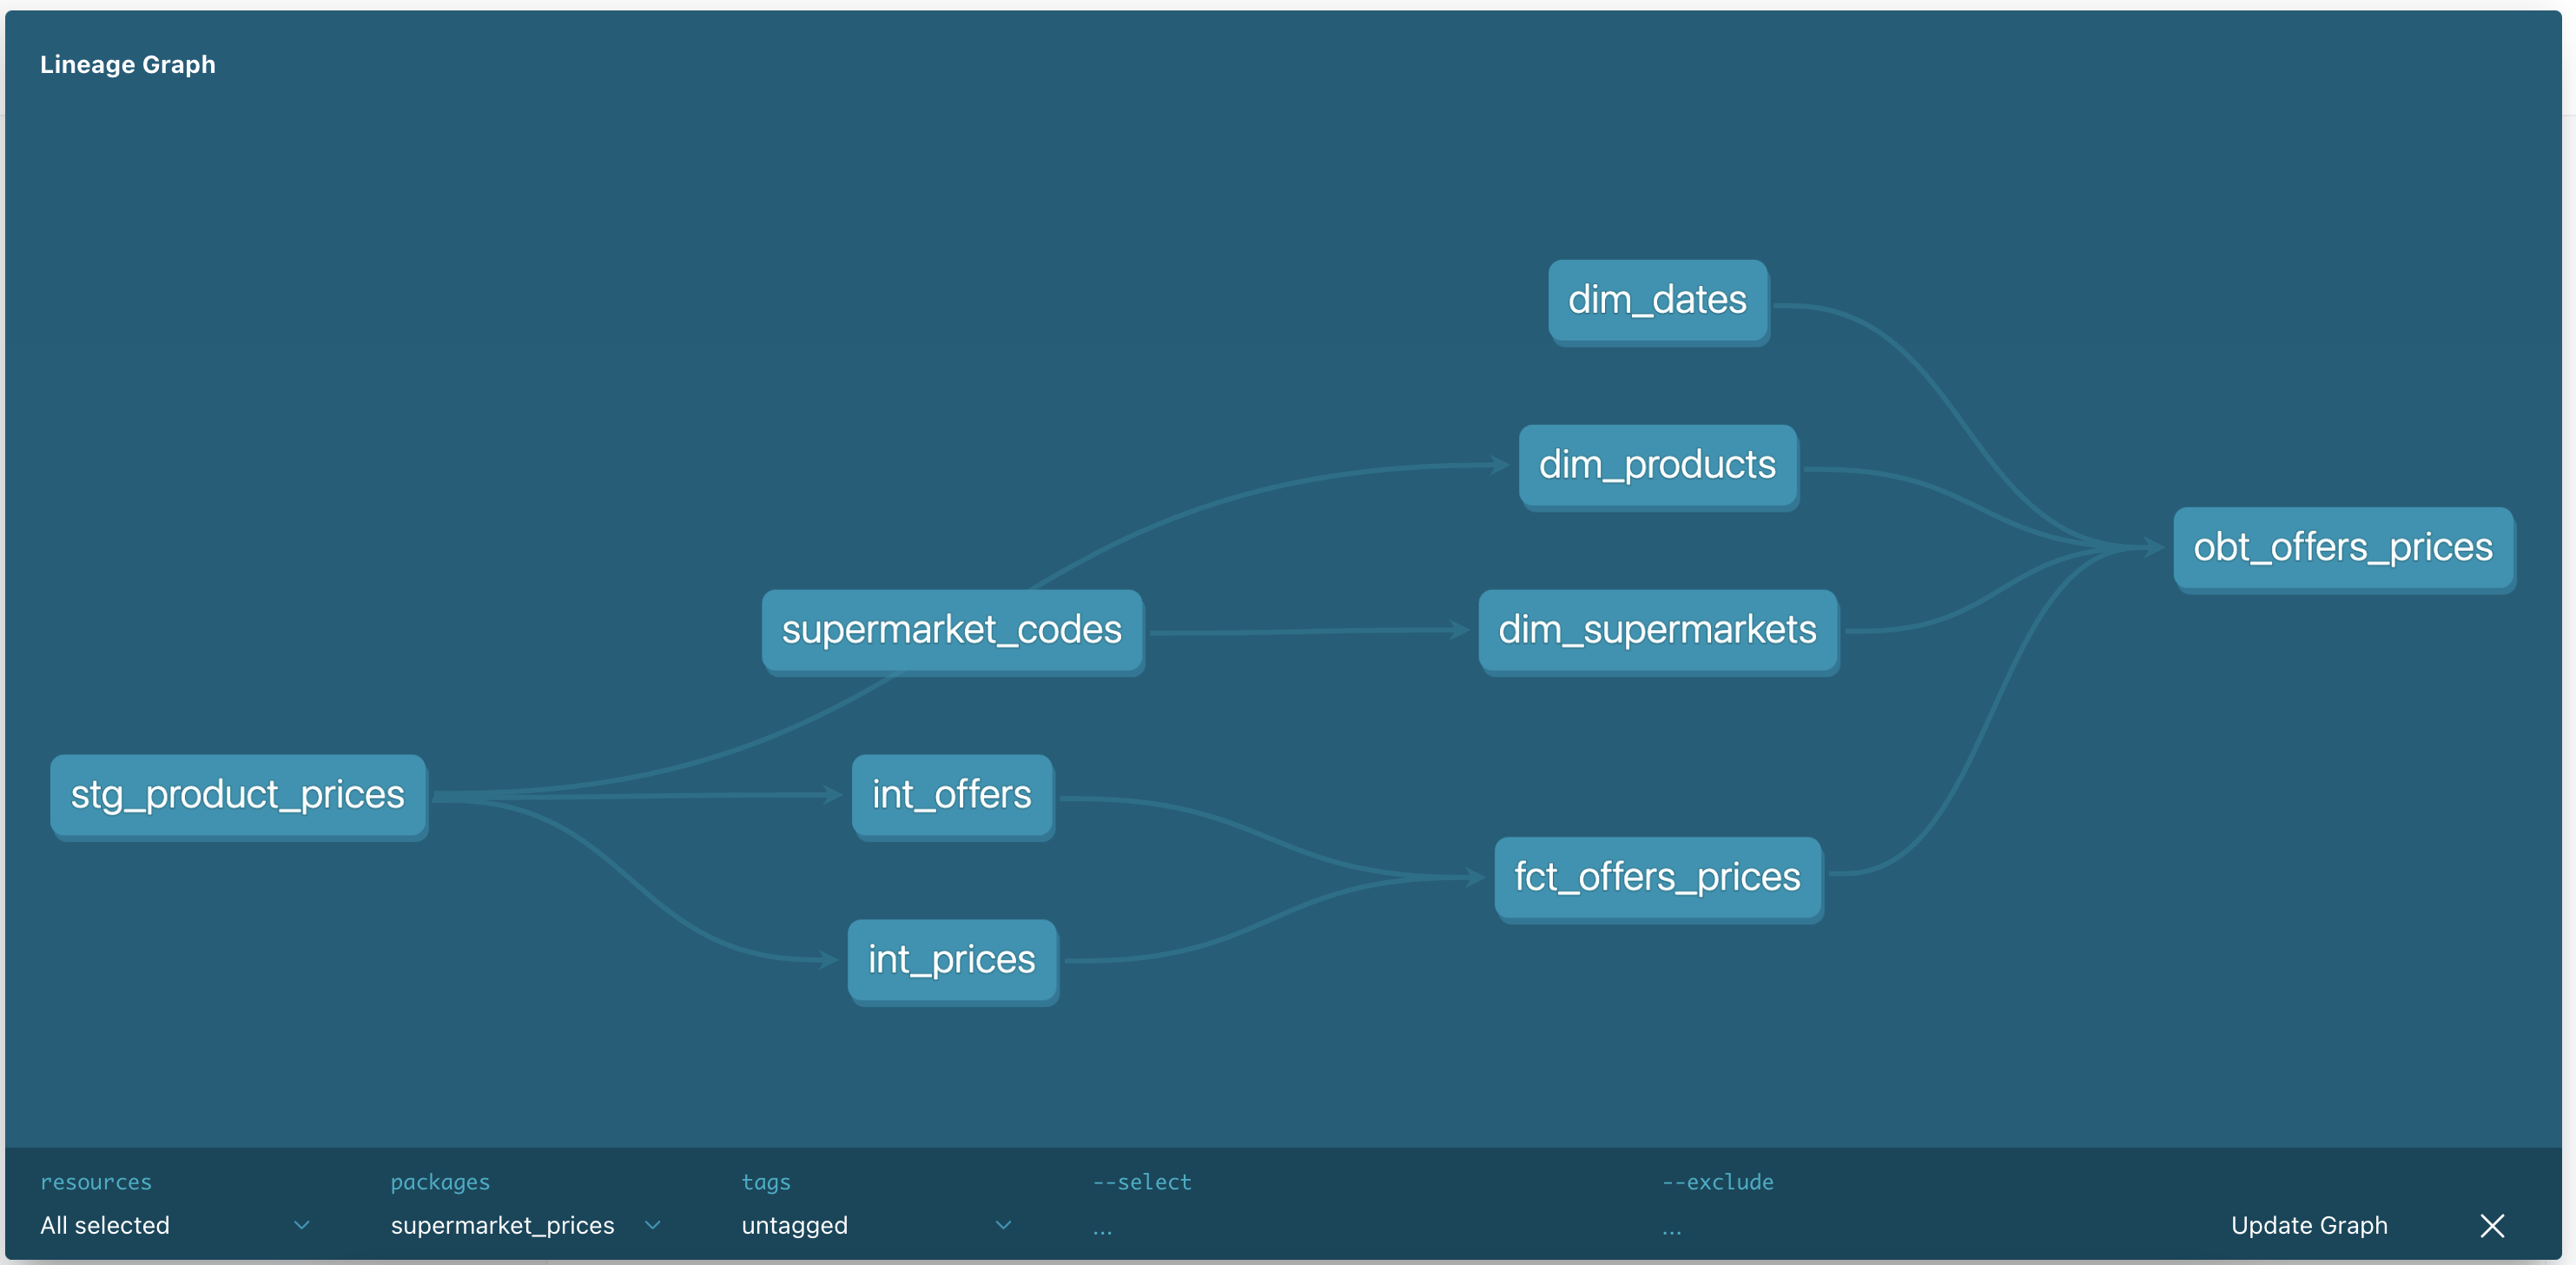 Lineage Graph
dim_dates
dim_products
obt_offers_prices
supermarket_codes
dim_supermarkets
stg_product_prices
int_offers
fct_offers_prices
int_prices
resources
packages
tags
--select
--exclude
All selected
supermarket_prices
untagged
...
...
Update Graph